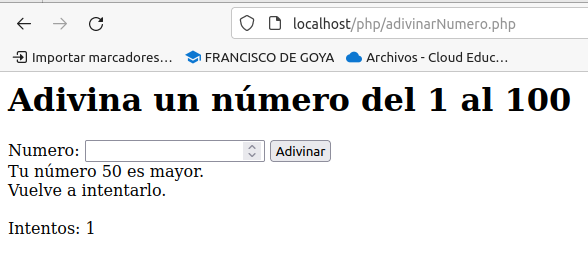 localhost/php/adivinarNumero.php
Importar marcadores… FRANCISCO DE GOYA Archivos - Cloud Educ…
Adivina un número del 1 al 100
Numero: Adivinar
Tu número 50 es mayor.
Vuelve a intentarlo.
Intentos: 1